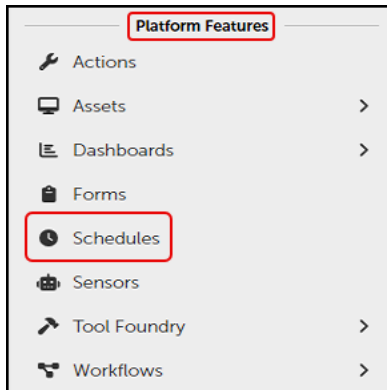 Platform Features
Actions
Assets
Dashboards
Forms
Schedules
Sensors
Tool Foundry
Workflows